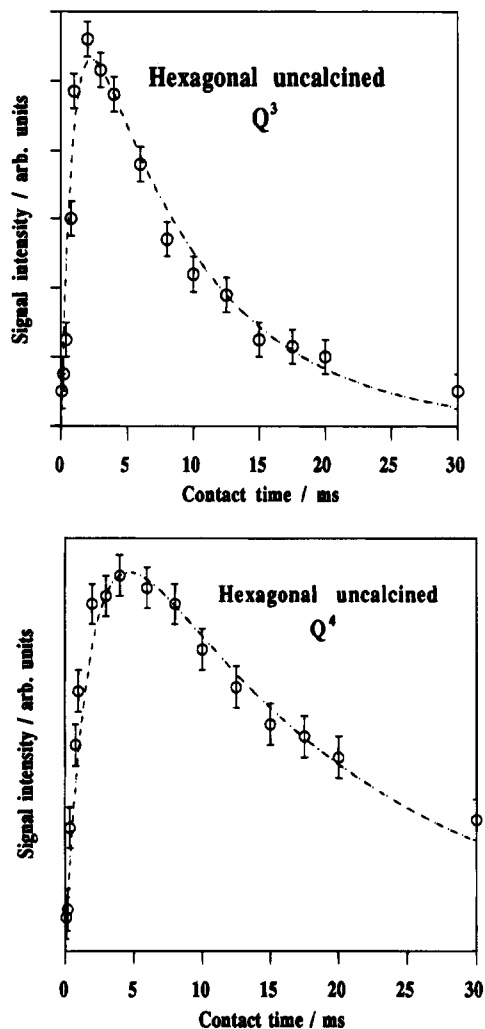 Hexagonal uncalcined
Q³
Signal intensity / arb. units
0 5 10 15 20 25 30
Contact time / ms
Hexagonal uncalcined
Q⁴
Signal intensity / arb. units
0 5 10 15 20 25 30
Contact time / ms